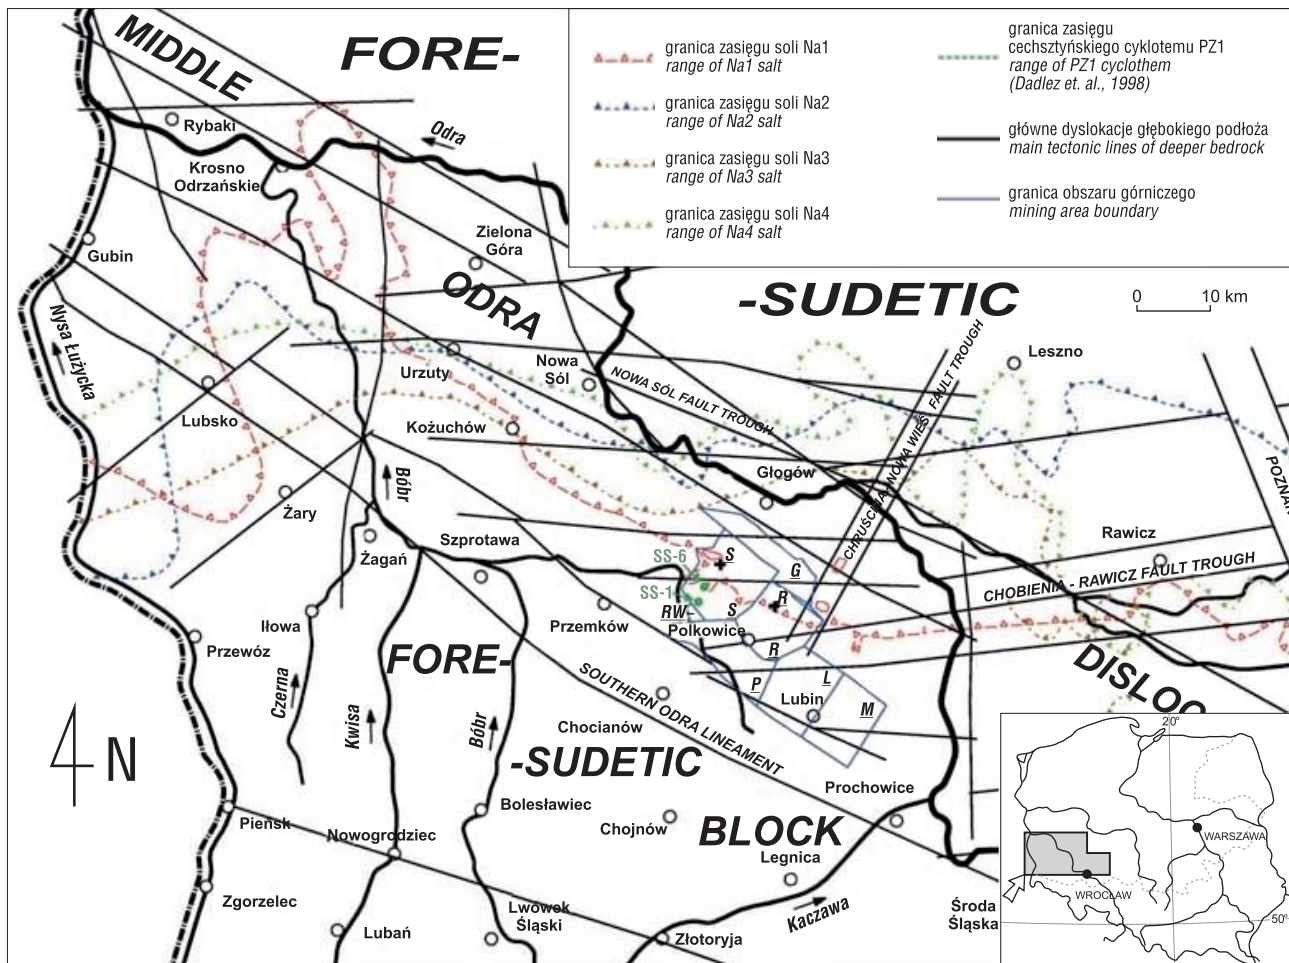 MIDDLE
FORE-
ODRA
-SUDETIC
DISLOC
granica zasięgu soli Na1
range of Na1 salt
granica zasięgu soli Na2
range of Na2 salt
granica zasięgu soli Na3
range of Na3 salt
granica zasięgu soli Na4
range of Na4 salt
granica zasięgu
cechsztyńskiego cyklotemu PZ1
range of PZ1 cyclothem
(Dadlez et. al., 1998)
główne dyslokacje głębokiego podłoża
main tectonic lines of deeper bedrock
granica obszaru górniczego
mining area boundary
0 10 km
Rybaki
Odra
Krosno
Odrzańskie
Zielona
Góra
Gubin
Nysa Łużycka
Leszno
Urzuty
Nowa
Sól
NOWA SÓL FAULT TROUGH
CHRUŚCINA-NOWA WIEŚ FAULT TROUGH
Lubsko
Kożuchów
Głogów
POZNAŃ
Bóbr
Żary
Żagań
Szprotawa
Rawicz
CHOBIENIA - RAWICZ FAULT TROUGH
SS-6
S
G
SS-1
R
RW
S
Polkowice
R
P
L
Lubin
M
Iłowa
Przemków
Przewóz
FORE-
SOUTHERN ODRA LINEAMENT
Czerna
Kwisa
Bóbr
Chocianów
-SUDETIC
N
Prochowice
Bolesławiec
Chojnów
BLOCK
Pieńsk
Nowogrodziec
Legnica
Zgorzelec
Lwówek
Śląski
Kaczawa
Środa
Śląska
Lubań
Złotoryja
20°
WARSZAWA
WROCŁAW
50°